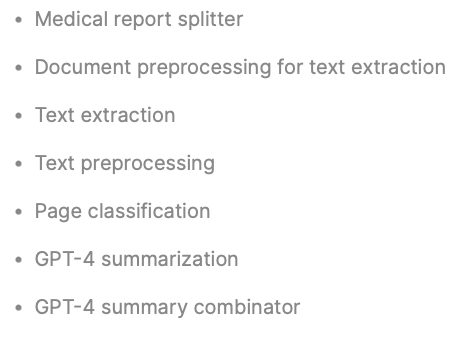 • Medical report splitter
• Document preprocessing for text extraction
• Text extraction
• Text preprocessing
• Page classification
• GPT-4 summarization
• GPT-4 summary combinator